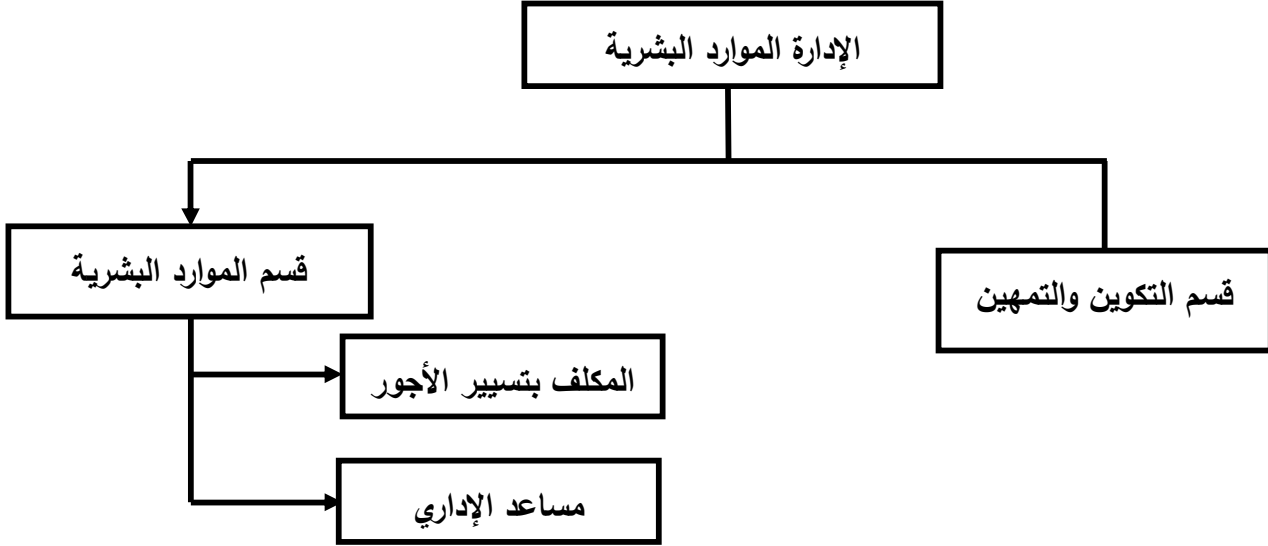 الإدارة الموارد البشرية
قسم الموارد البشرية
قسم التكوين والتمهين
المكلف بتسيير الأجور
مساعد الإداري